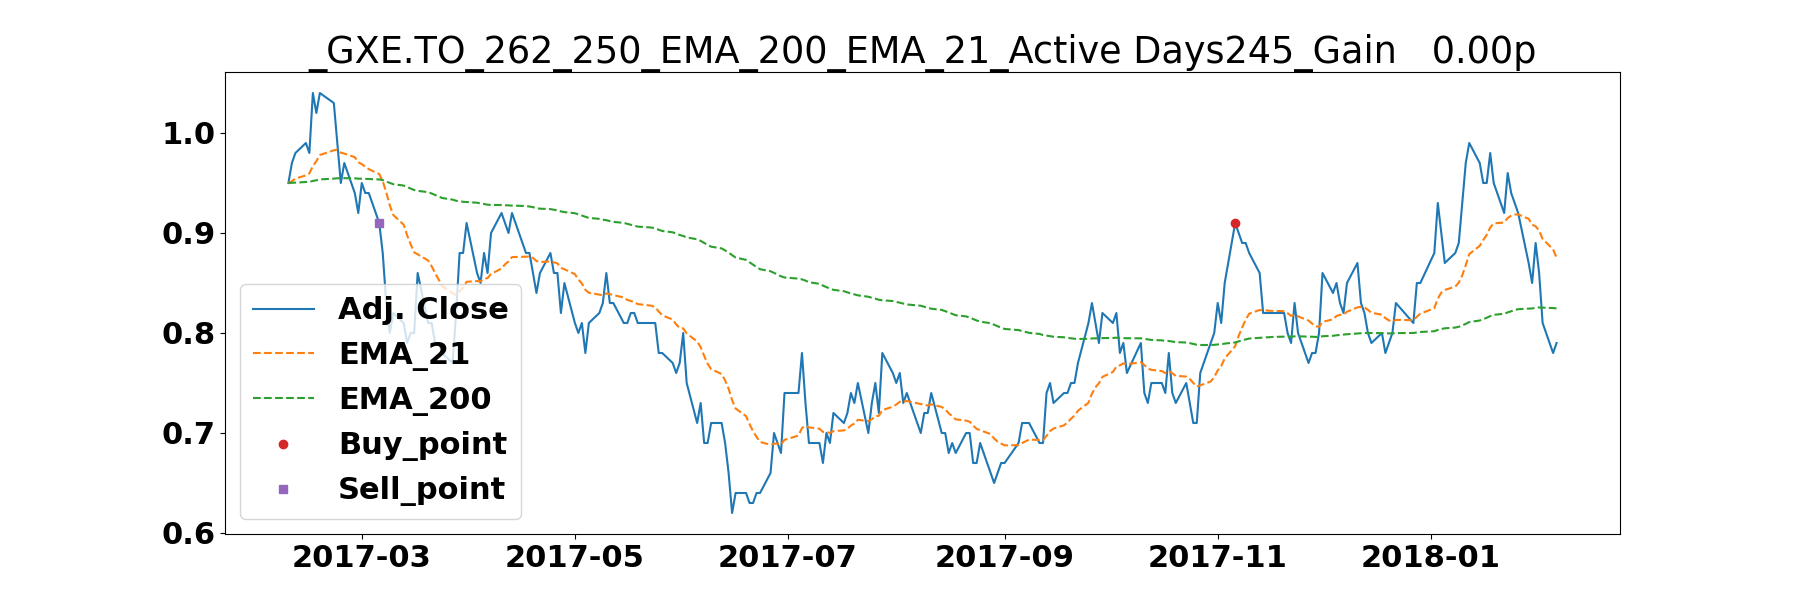 _GXE.TO_262_250_EMA_200_EMA_21_Active Days245_Gain   0.00p
1.0
0.9
0.8
0.7
0.6
Adj. Close
EMA_21
EMA_200
Buy_point
Sell_point
2017-03 2017-05 2017-07 2017-09 2017-11 2018-01